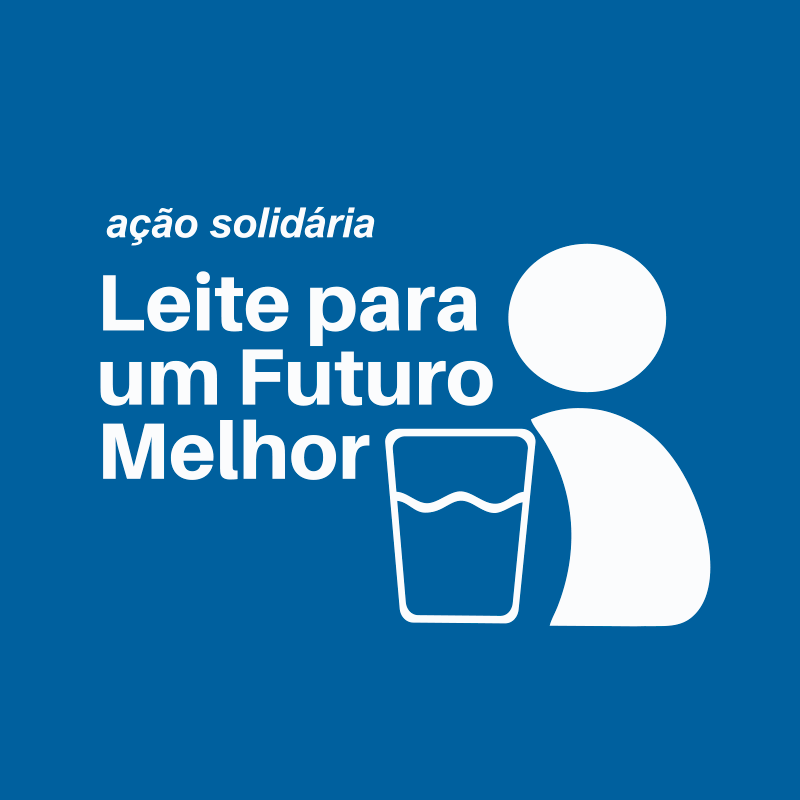 ação solidária
Leite para
um Futuro
Melhor